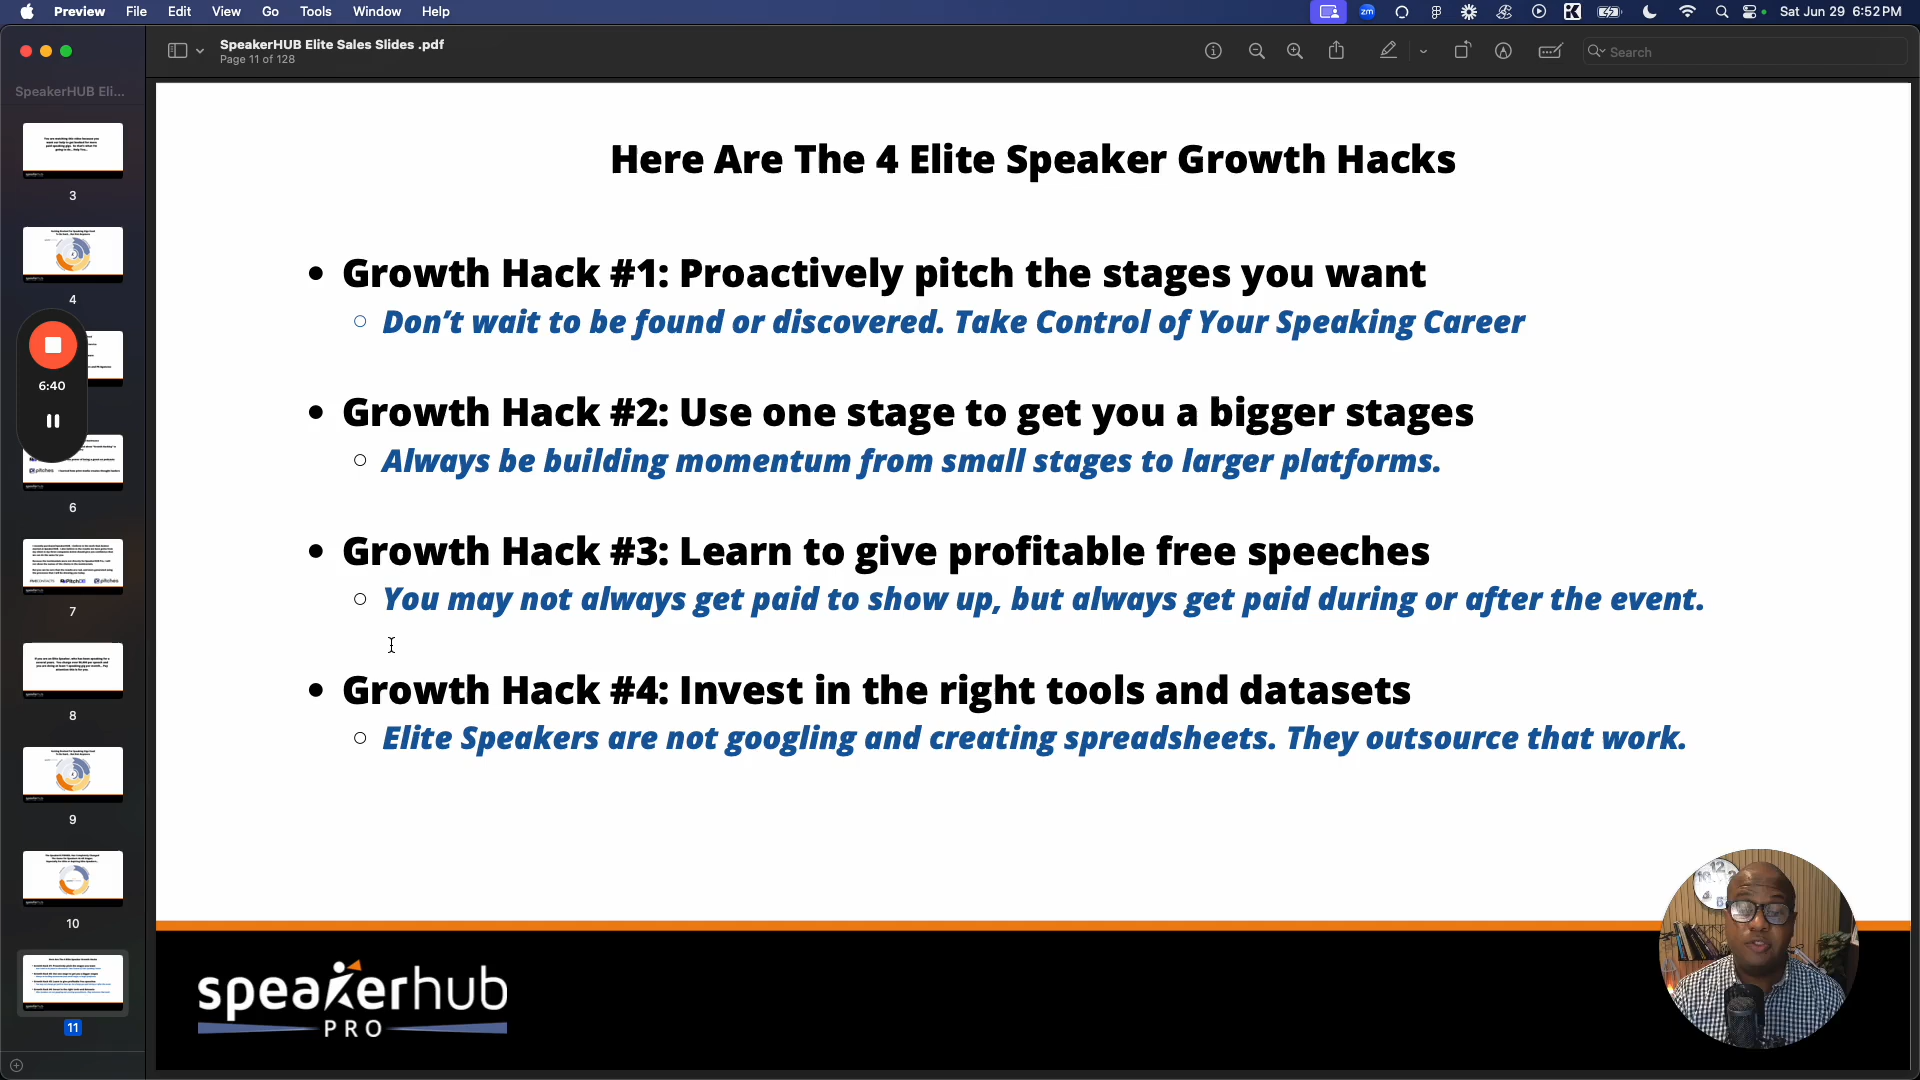 Preview File Edit View Go Tools Window Help
zm
Sat Jun 29 6:52 PM
SpeakerHUB Elite Sales Slides .pdf
Page 11 of 128
Search
SpeakerHUB Eli...
3
4
6:40
6
7
8
9
10
11
Here Are The 4 Elite Speaker Growth Hacks
Growth Hack #1: Proactively pitch the stages you want
Don’t wait to be found or discovered. Take Control of Your Speaking Career
Growth Hack #2: Use one stage to get you a bigger stages
Always be building momentum from small stages to larger platforms.
Growth Hack #3: Learn to give profitable free speeches
You may not always get paid to show up, but always get paid during or after the event.
Growth Hack #4: Invest in the right tools and datasets
Elite Speakers are not googling and creating spreadsheets. They outsource that work.
speakerhub
PRO